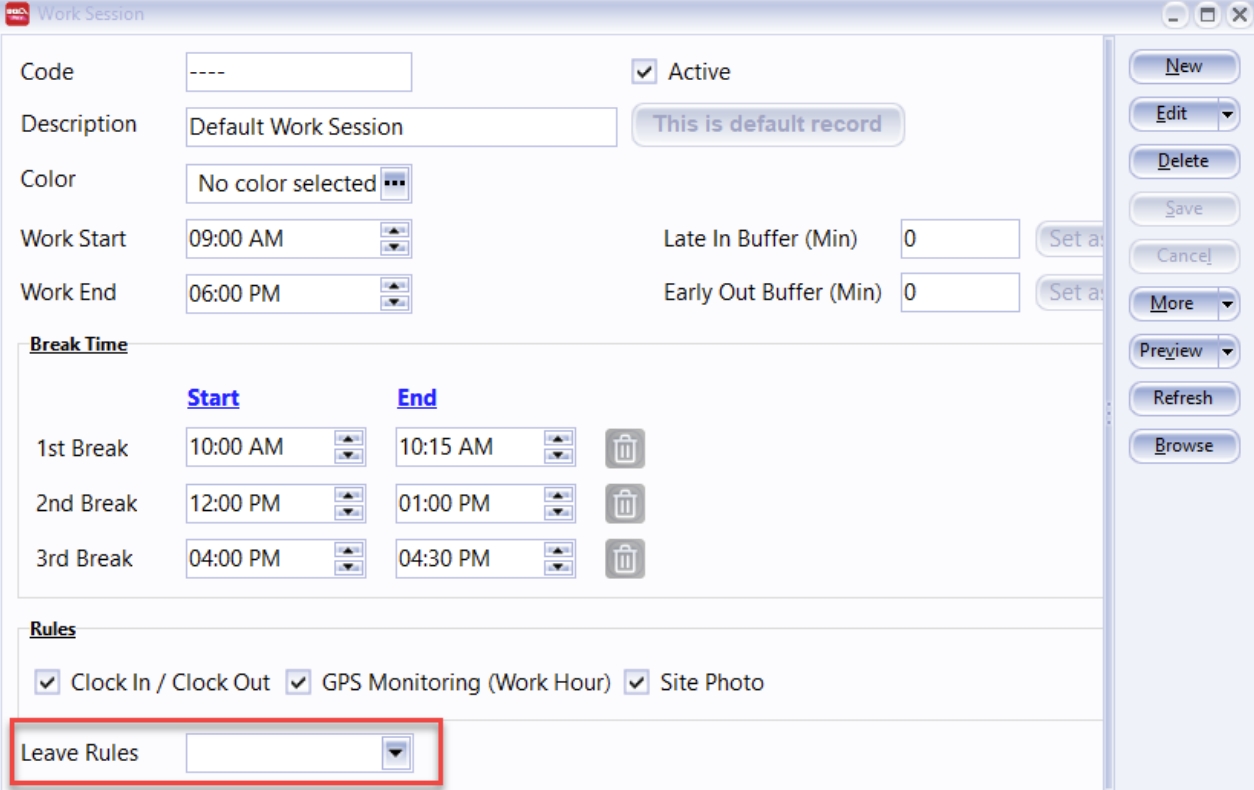 Work Session
Code ---- Active
Description Default Work Session This is default record
Color No color selected ...
Work Start 09:00 AM Late In Buffer (Min) 0 Set as
Work End 06:00 PM Early Out Buffer (Min) 0 Set as
Break Time
Start End
1st Break 10:00 AM 10:15 AM
2nd Break 12:00 PM 01:00 PM
3rd Break 04:00 PM 04:30 PM
Rules
Clock In / Clock Out GPS Monitoring (Work Hour) Site Photo
Leave Rules
New
Edit
Delete
Save
Cancel
More
Preview
Refresh
Browse